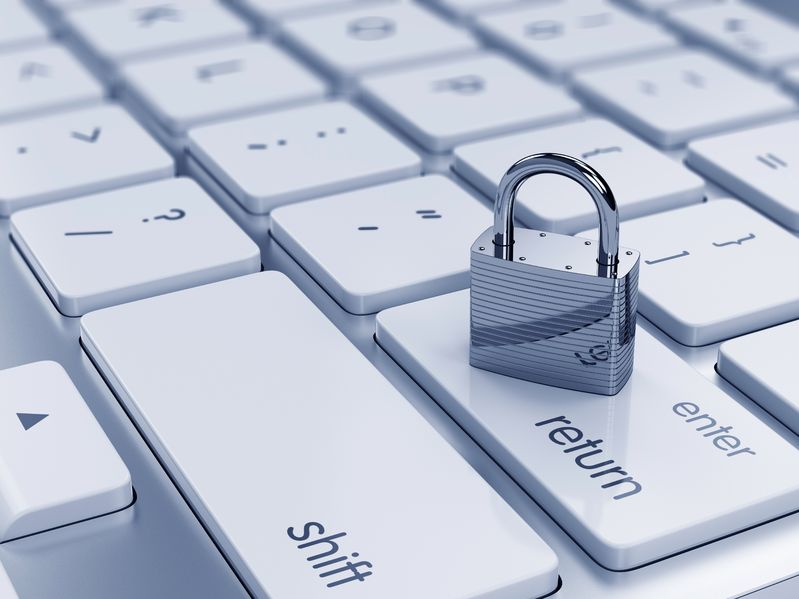 K
L
P
: ;
? /
" '
{
} ]
enter
return
shift